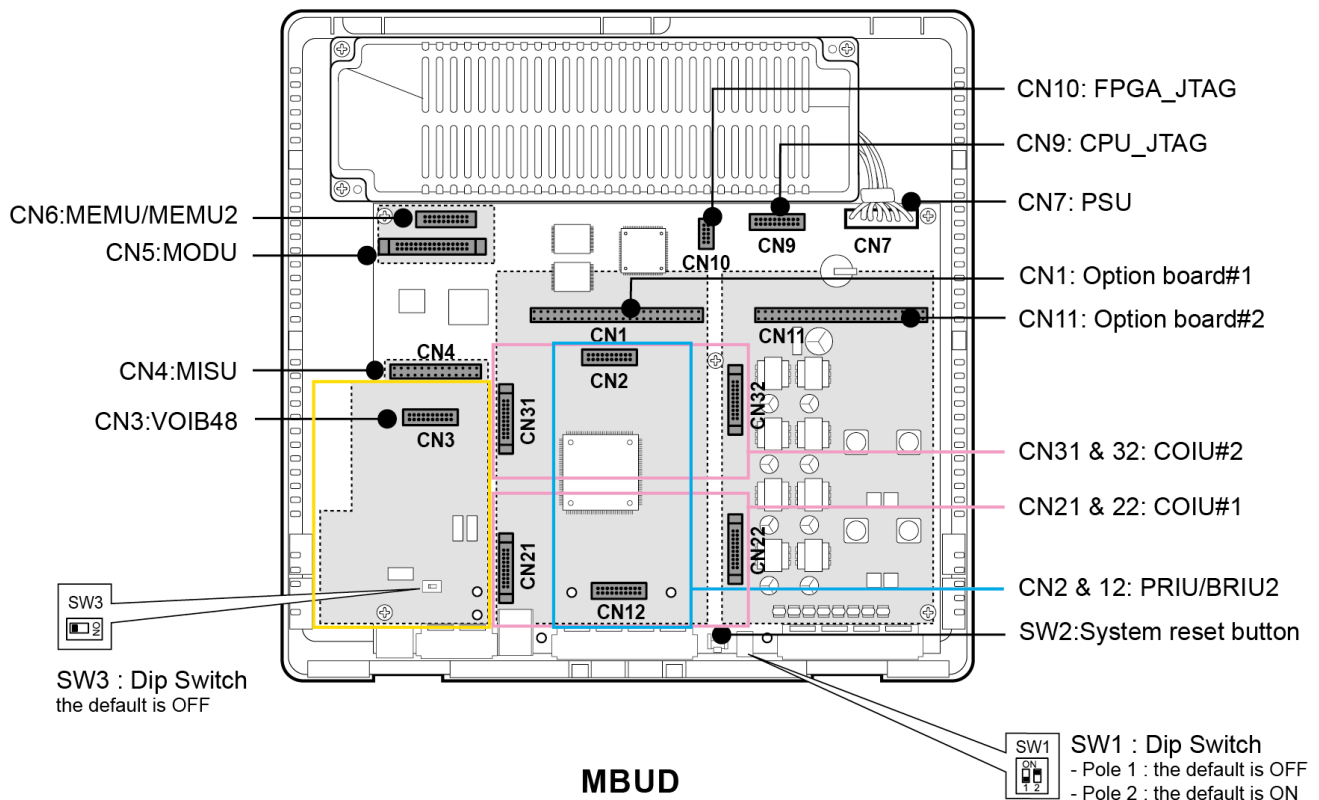 CN10: FPGA_JTAG
CN9: CPU_JTAG
CN6:MEMU/MEMU2
CN7: PSU
CN5:MODU
CN10
CN9
CN7
CN1: Option board#1
CN11: Option board#2
CN1
CN11
CN4
CN4:MISU
CN2
CN31
CN32
CN3:VOIB48
CN3
CN31 & 32: COIU#2
CN21 & 22: COIU#1
CN21
CN22
CN12
CN2 & 12: PRIU/BRIU2
SW3
ON
SW2:System reset button
SW3 : Dip Switch
the default is OFF
SW1
ON
1 2
SW1 : Dip Switch
- Pole 1 : the default is OFF
- Pole 2 : the default is ON
MBUD